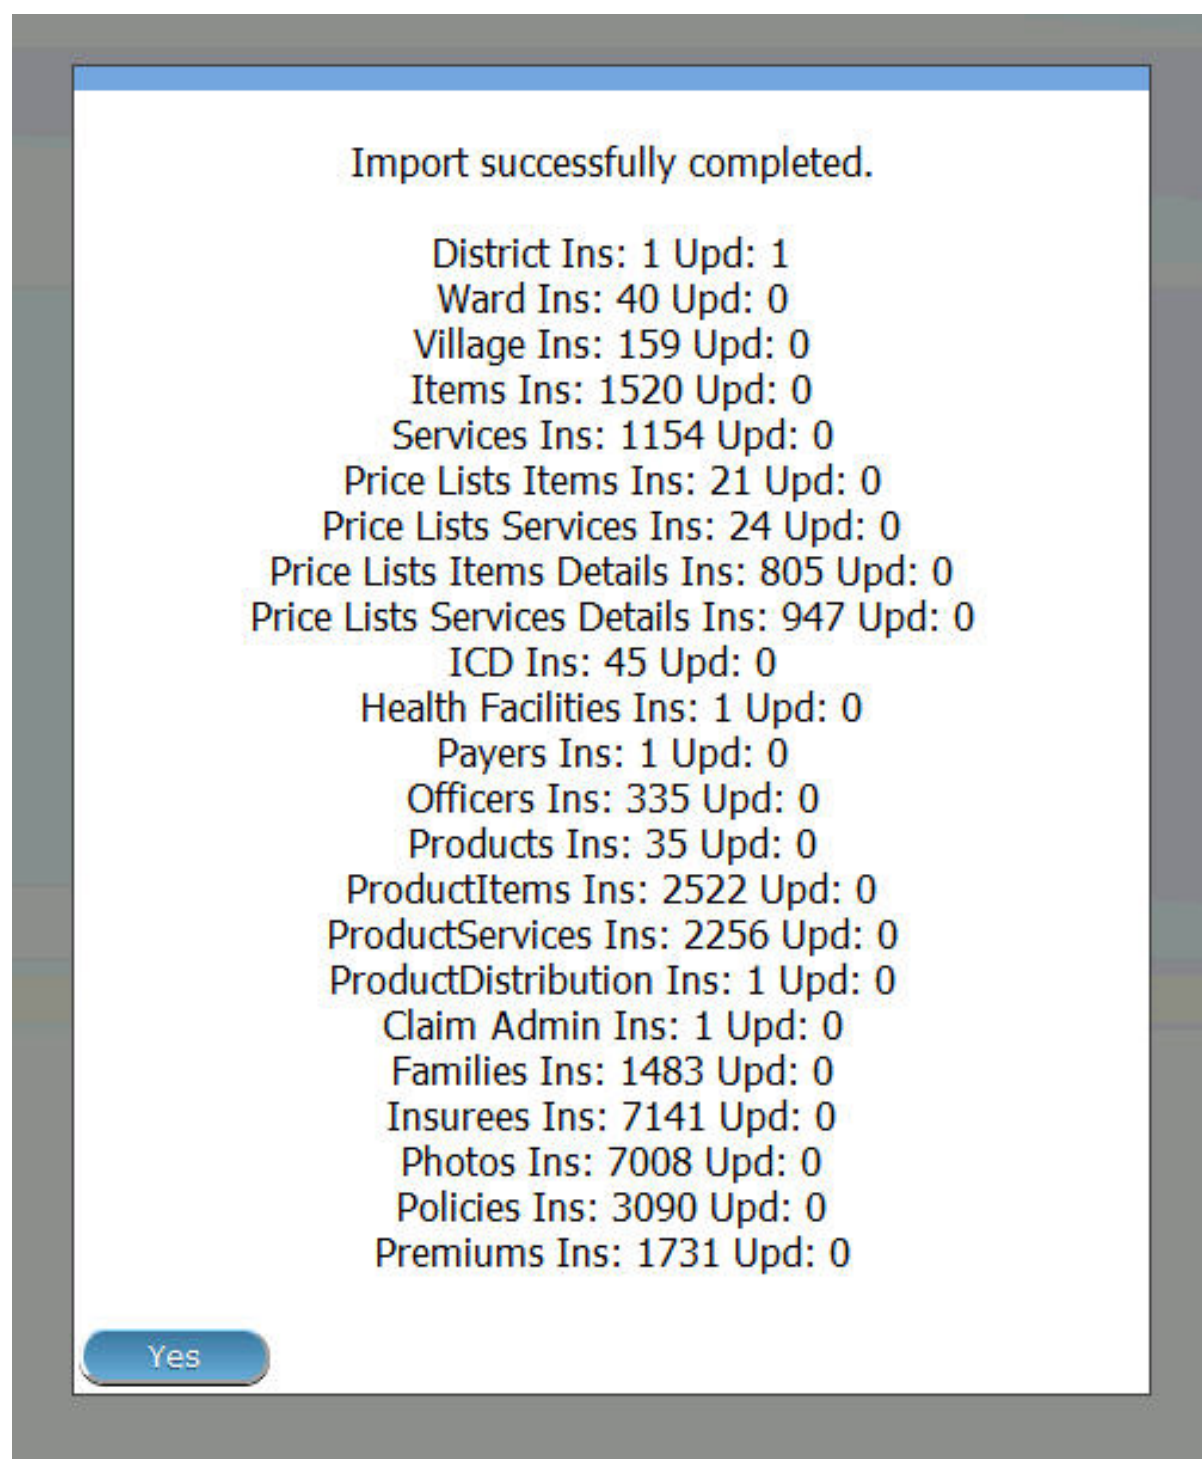 Import successfully completed.
District Ins: 1 Upd: 1
Ward Ins: 40 Upd: 0
Village Ins: 159 Upd: 0
Items Ins: 1520 Upd: 0
Services Ins: 1154 Upd: 0
Price Lists Items Ins: 21 Upd: 0
Price Lists Services Ins: 24 Upd: 0
Price Lists Items Details Ins: 805 Upd: 0
Price Lists Services Details Ins: 947 Upd: 0
ICD Ins: 45 Upd: 0
Health Facilities Ins: 1 Upd: 0
Payers Ins: 1 Upd: 0
Officers Ins: 335 Upd: 0
Products Ins: 35 Upd: 0
ProductItems Ins: 2522 Upd: 0
ProductServices Ins: 2256 Upd: 0
ProductDistribution Ins: 1 Upd: 0
Claim Admin Ins: 1 Upd: 0
Families Ins: 1483 Upd: 0
Insurees Ins: 7141 Upd: 0
Photos Ins: 7008 Upd: 0
Policies Ins: 3090 Upd: 0
Premiums Ins: 1731 Upd: 0
Yes